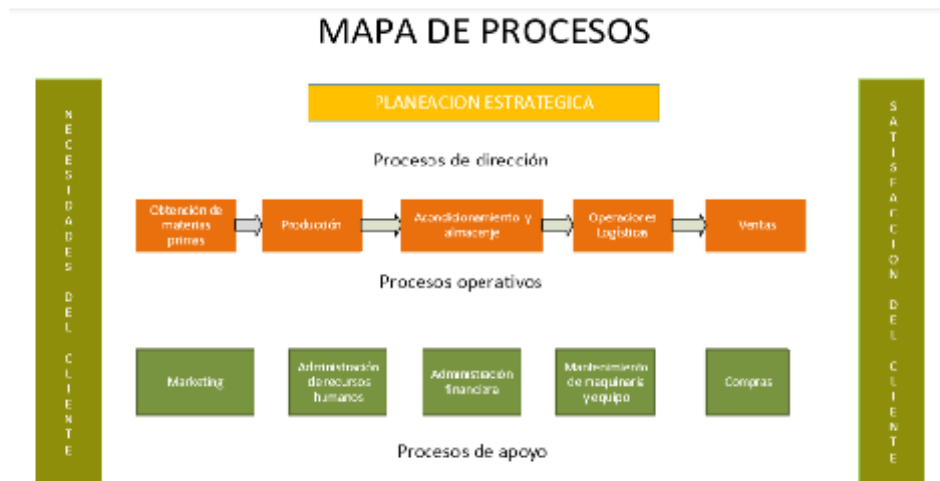 MAPA DE PROCESOS
NECESIDADES DEL CLIENTE
PLANEACION ESTRATEGICA
SATISFACCION DEL CLIENTE
Procesos de dirección
Obtención de
materias
primas
Producción
Acondicionamiento y
almacenje
Operaciones
Logísticas
Ventas
Procesos operativos
Marketing
Administración
de recursos
humanos
Administración
financiera
Mantenimiento
de maquinaria
y equipo
Compras
Procesos de apoyo